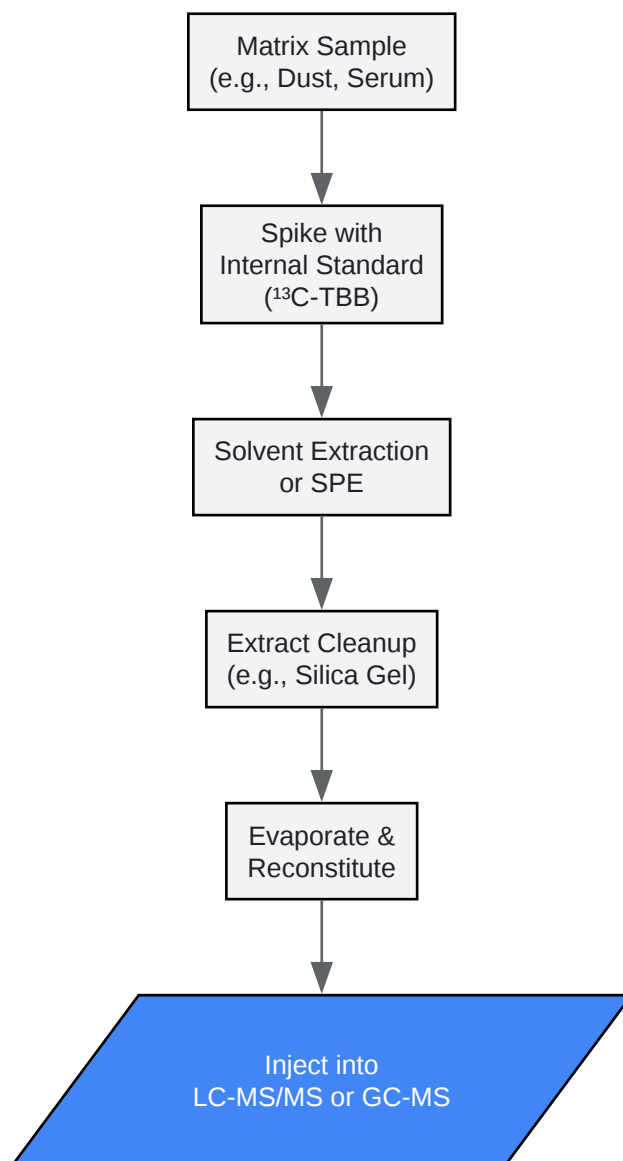 Matrix Sample
(e.g., Dust, Serum)
Spike with
Internal Standard
(¹³C-TBB)
Solvent Extraction
or SPE
Extract Cleanup
(e.g., Silica Gel)
Evaporate &
Reconstitute
Inject into
LC-MS/MS or GC-MS